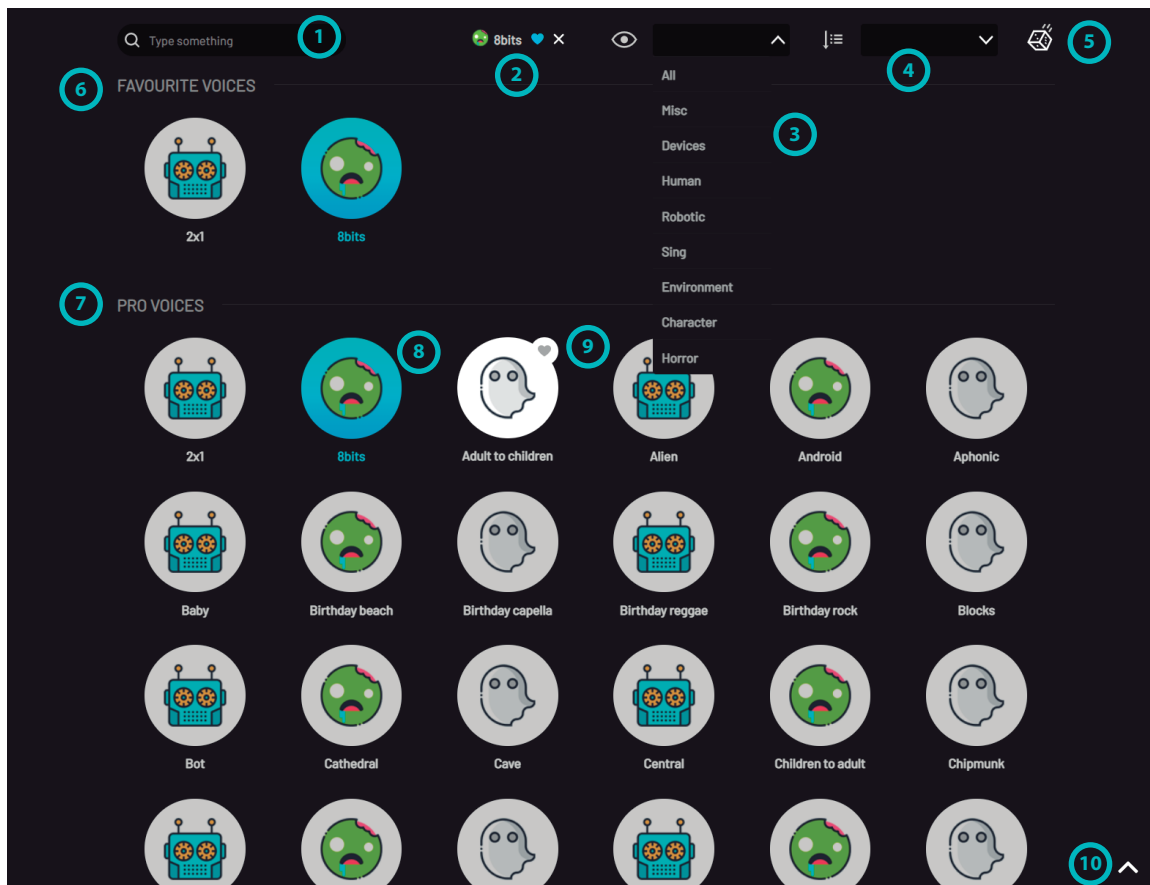 Type something
1
8bits
5
2
4
6
FAVOURITE VOICES
All
Misc
3
Devices
Human
Robotic
Sing
Environment
Character
Horror
2x1
8bits
7
PRO VOICES
8
9
2x1
8bits
Adult to children
Alien
Android
Aphonic
Baby
Birthday beach
Birthday capella
Birthday reggae
Birthday rock
Blocks
Bot
Cathedral
Cave
Central
Children to adult
Chipmunk
10